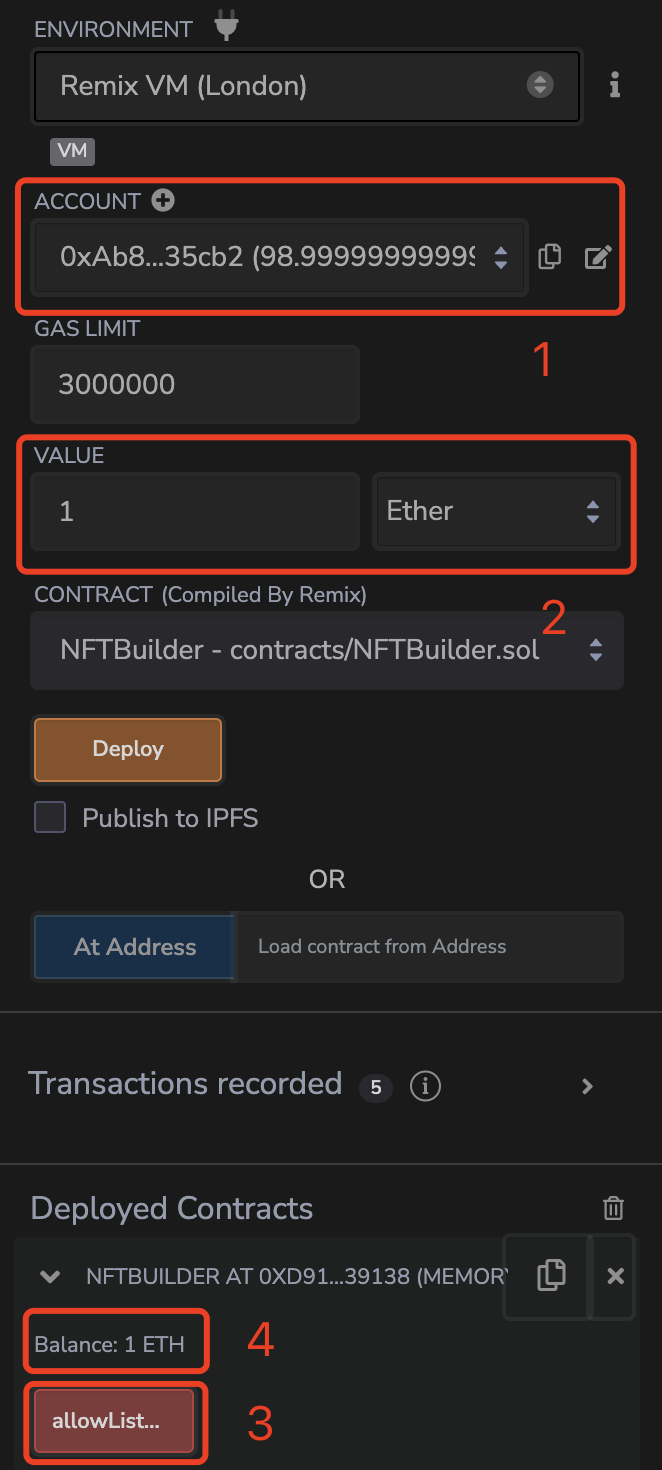 ENVIRONMENT
Remix VM (London)
VM
ACCOUNT
0xAb8...35cb2 (98.9999999999
1
GAS LIMIT
3000000
VALUE
1 Ether
2
CONTRACT (Compiled By Remix)
NFTBuilder - contracts/NFTBuilder.sol
Deploy
Publish to IPFS
OR
At Address Load contract from Address
Transactions recorded 5 i
Deployed Contracts
NFTBUILDER AT 0XD91...39138 (MEMORY
Balance: 1 ETH 4
allowList... 3